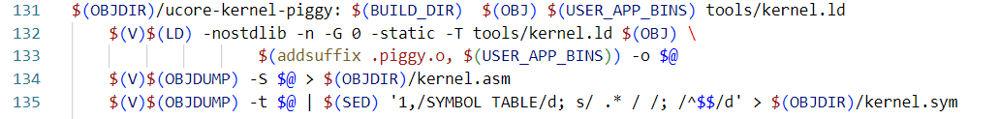 131 $(OBJDIR)/ucore-kernel-piggy: $(BUILD_DIR)  $(OBJ) $(USER_APP_BINS) tools/kernel.ld
132     $(V)$(LD) -nostdlib -n -G 0 -static -T tools/kernel.ld $(OBJ) \
133                 $(addsuffix .piggy.o, $(USER_APP_BINS)) -o $@
134     $(V)$(OBJDUMP) -S $@ > $(OBJDIR)/kernel.asm
135     $(V)$(OBJDUMP) -t $@ | $(SED) '1,/SYMBOL TABLE/d; s/ .* / /; /^$$/d' > $(OBJDIR)/kernel.sym